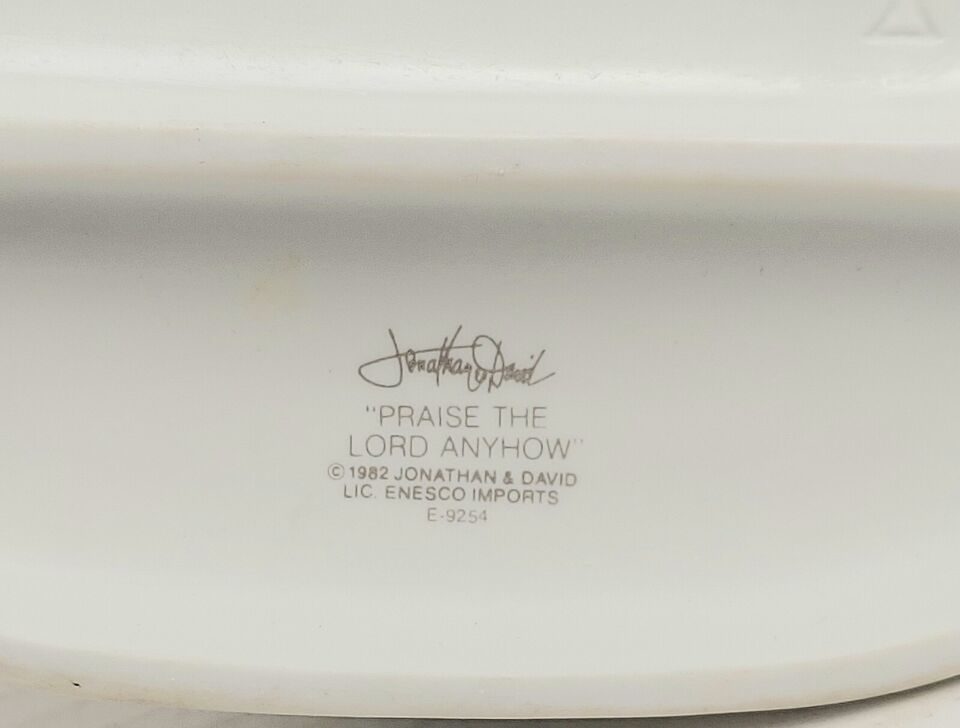 Jonathan & David
"PRAISE THE
LORD ANYHOW"
© 1982 JONATHAN & DAVID
LIC. ENESCO IMPORTS
E-9254